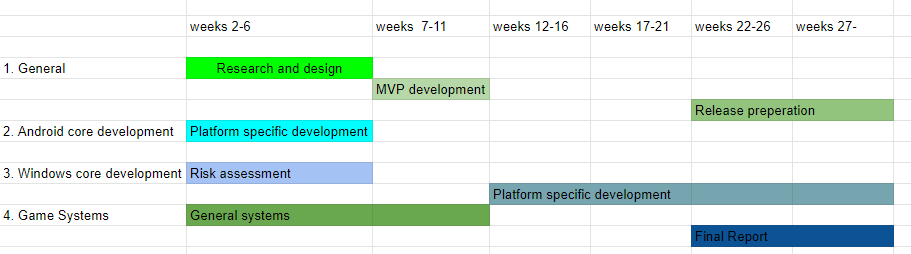 weeks 2-6 weeks  7-11 weeks 12-16 weeks 17-21 weeks 22-26 weeks 27-
1. General Research and design
MVP development
Release preperation
2. Android core development Platform specific development
3. Windows core development Risk assessment
Platform specific development
4. Game Systems General systems
Final Report